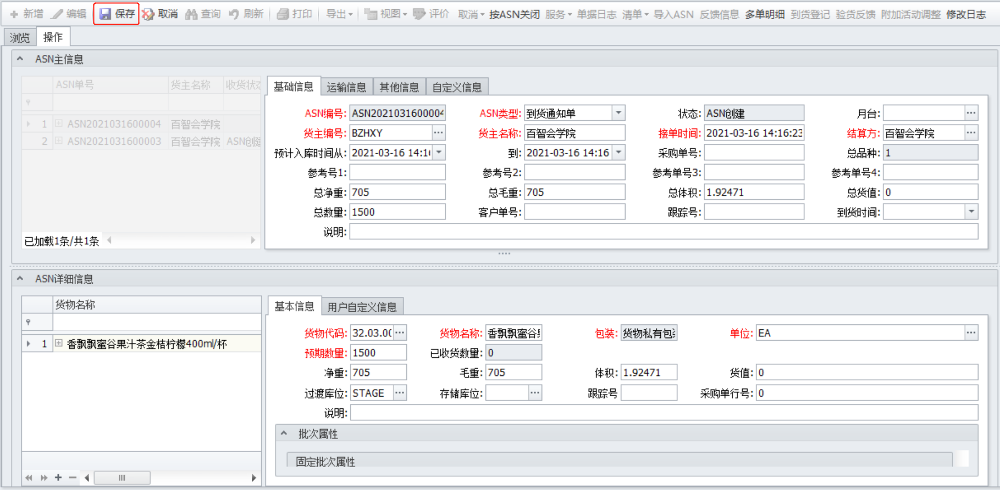 新增 编辑 保存 取消 查询 刷新 打印 导出 视图 评价 取消 按ASN关闭 服务 单据日志 清单 导入ASN 反馈信息 多单明细 到货登记 验货反馈 附加活动调整 修改日志
浏览 操作
ASN主信息
ASN单号 货主名称 收货状态
1 ASN2021031600004 百智会学院
2 ASN2021031600003 百智会学院 ASN创建
已加载1条/共1条
基础信息 运输信息 其他信息 自定义信息
ASN编号: ASN2021031600004 ASN类型: 到货通知单 状态: ASN创建 月台:
货主编号: BZHXY 货主名称: 百智会学院 接单时间: 2021-03-16 14:16:23 结算方: 百智会学院
预计入库时间从: 2021-03-16 14:1 到: 2021-03-16 14:16 采购单号: 总品种: 1
参考号1: 参考号2: 参考单号3: 参考单号4:
总净重: 705 总毛重: 705 总体积: 1.92471 总货值: 0
总数量: 1500 客户单号: 跟踪号: 到货时间:
说明:
ASN详细信息
货物名称
1 香飘飘蜜谷果汁茶金桔柠檬400ml/杯
基本信息 用户自定义信息
货物代码: 32.03.00 货物名称: 香飘飘蜜谷 包装: 货物私有包 单位: EA
预期数量: 1500 已收货数量: 0
净重: 705 毛重: 705 体积: 1.92471 货值: 0
过渡库位: STAGE 存储库位: 跟踪号 采购单行号: 0
说明:
批次属性
固定批次属性